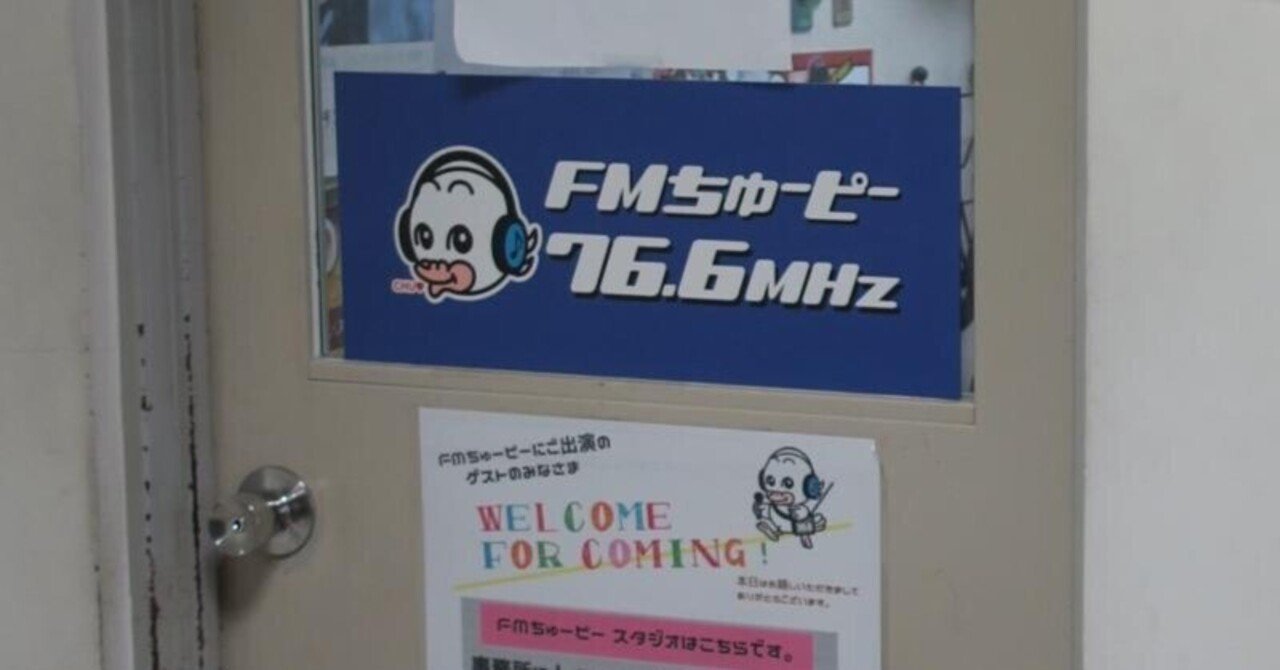 FMちゅーピー
76.6MHz
CHU♥
FMちゅーピーにご出演の
ゲストのみなさま
WELCOME
FOR COMING!
本日はお越しいただきまして
ありがとうございます。
FMちゅーピー スタジオはこちらです。